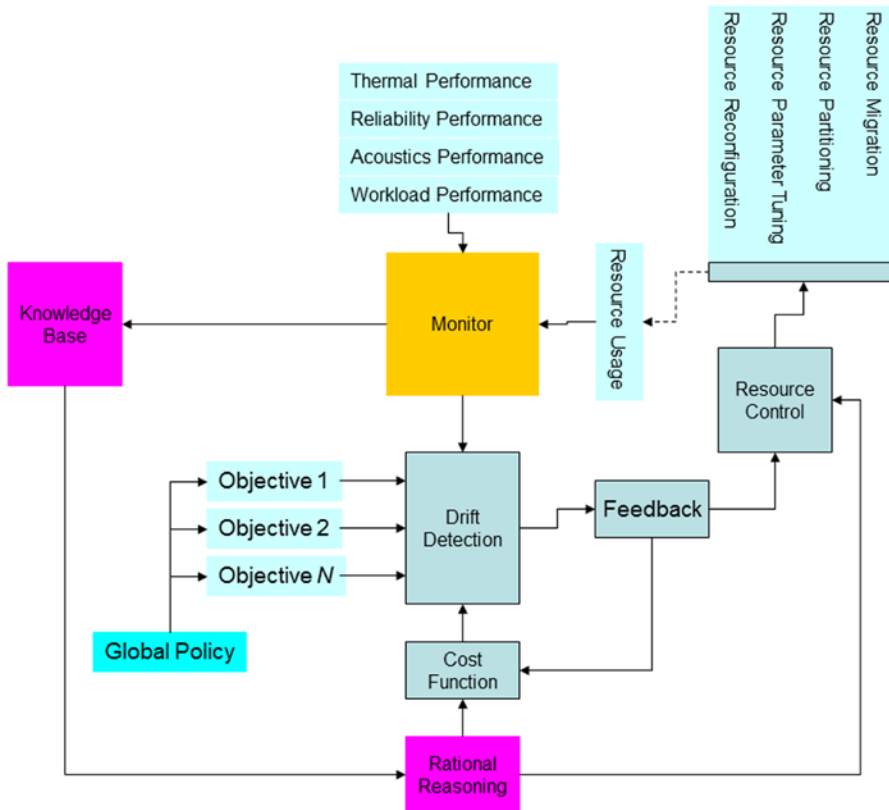 Thermal Performance
Reliability Performance
Acoustics Performance
Workload Performance
Resource Migration
Resource Partitioning
Resource Parameter Tuning
Resource Reconfiguration
Knowledge
Base
Monitor
Resource Usage
Resource
Control
Objective 1
Objective 2
Objective N
Drift
Detection
Feedback
Global Policy
Cost
Function
Rational
Reasoning